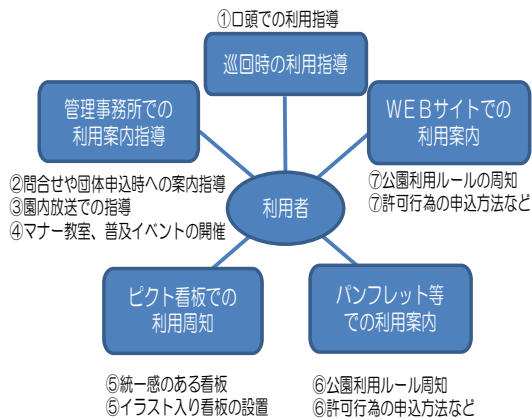 ①口頭での利用指導
巡回時の利用指導
管理事務所での
利用案内指導
WEBサイトでの
利用案内
②問合せや団体申込時への案内指導
③園内放送での指導
④マナー教室、普及イベントの開催
⑦公園利用ルールの周知
⑦許可行為の申込方法など
利用者
ピクト看板での
利用周知
パンフレット等
での利用案内
⑤統一感のある看板
⑤イラスト入り看板の設置
⑥公園利用ルール周知
⑥許可行為の申込方法など